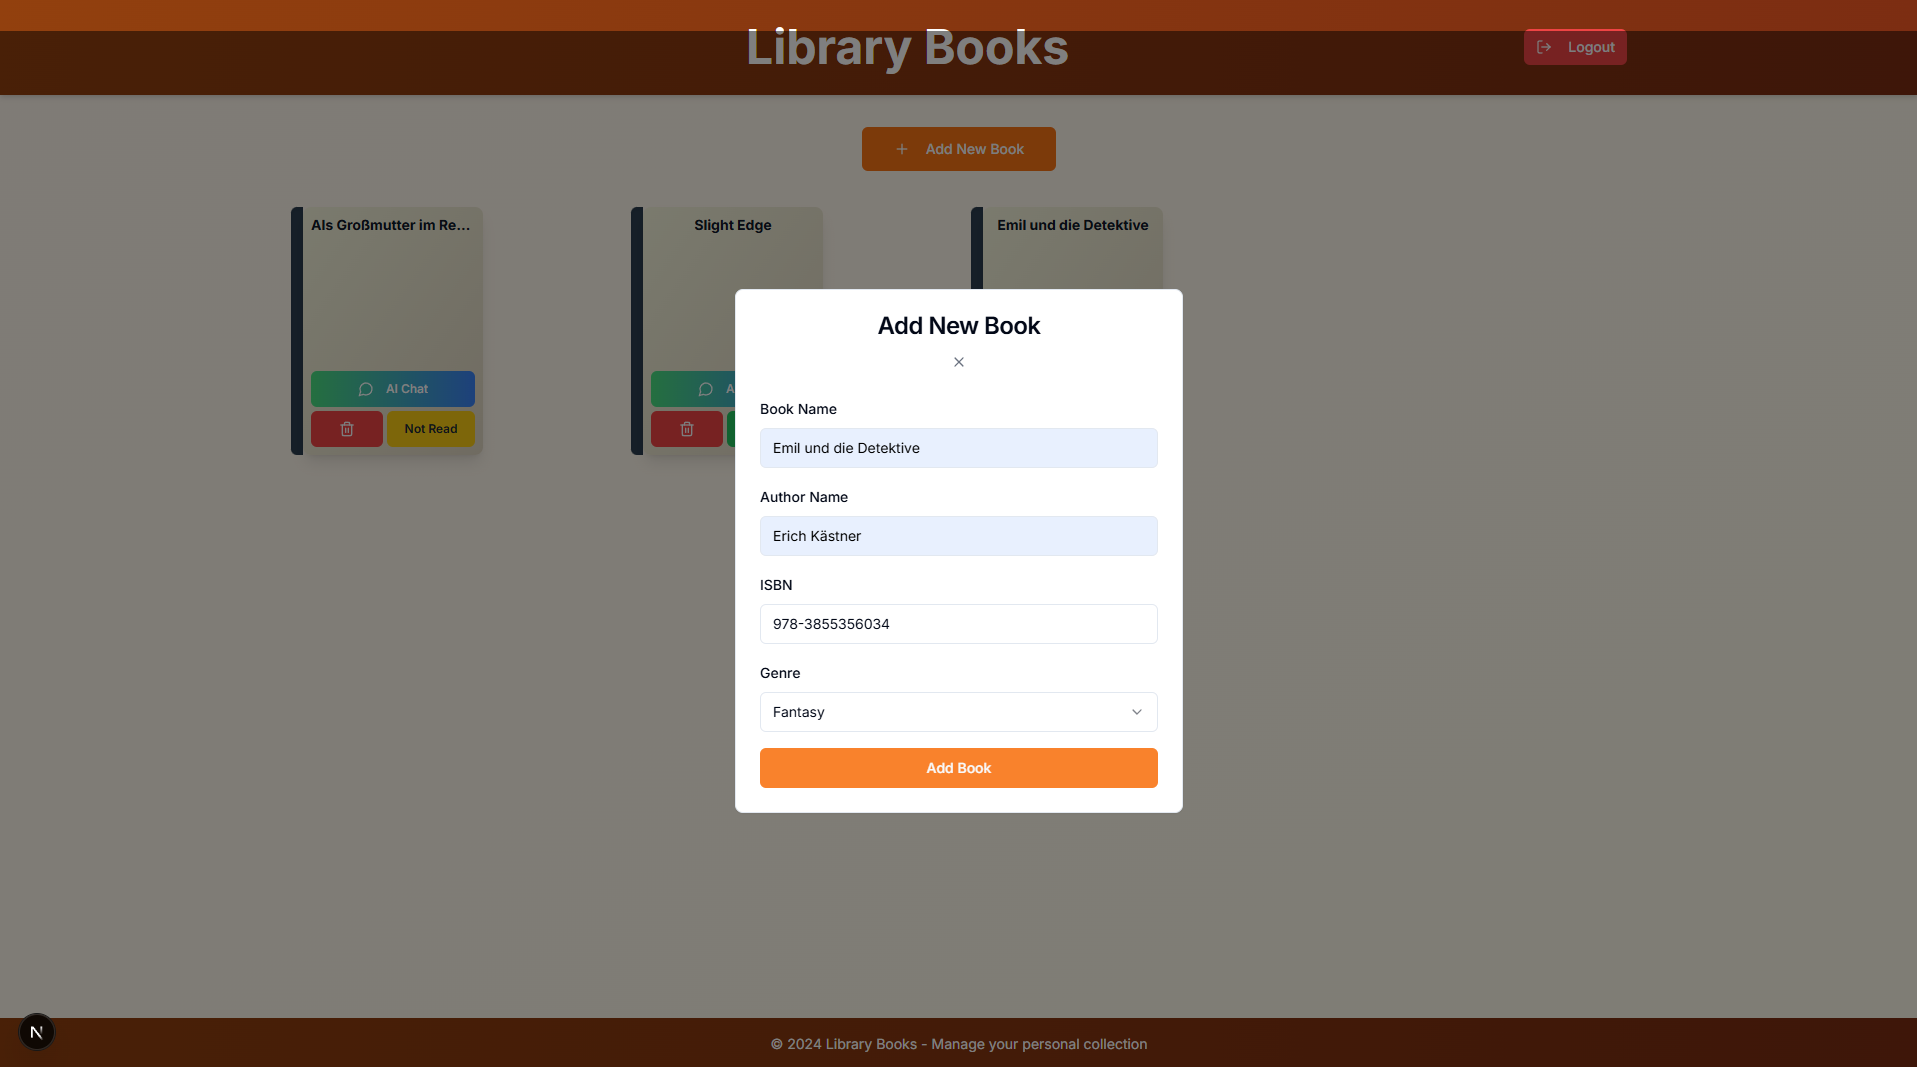 Library Books
Logout
Add New Book
Als Großmutter im Re...
Slight Edge
Emil und die Detektive
AI Chat
Not Read
Add New Book
Book Name
Emil und die Detektive
Author Name
Erich Kästner
ISBN
978-3855356034
Genre
Fantasy
Add Book
N
© 2024 Library Books - Manage your personal collection